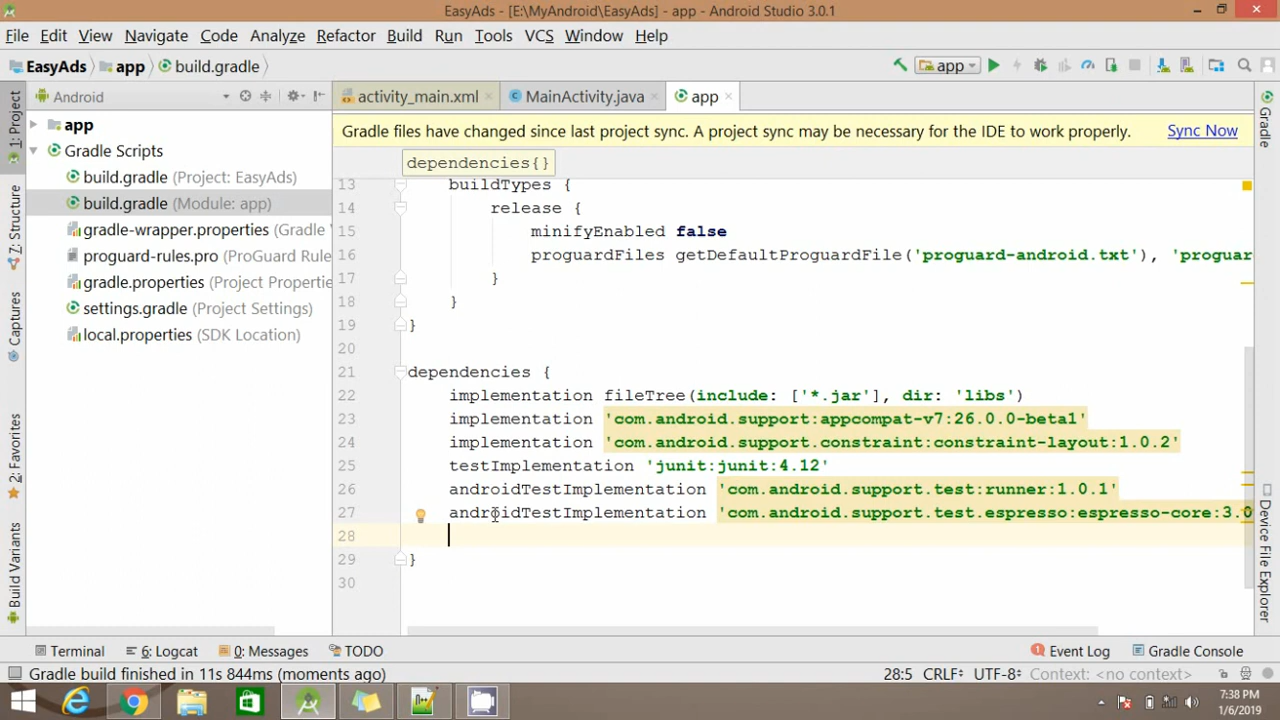 EasyAds - [E:\MyAndroid\EasyAds] - app - Android Studio 3.0.1
File Edit View Navigate Code Analyze Refactor Build Run Tools VCS Window Help
EasyAds app build.gradle app
Android activity_main.xml MainActivity.java app
Gradle files have changed since last project sync. A project sync may be necessary for the IDE to work properly. Sync Now
dependencies{}
1: Project
Z: Structure
Captures
2: Favorites
Build Variants
app
Gradle Scripts
build.gradle (Project: EasyAds)
build.gradle (Module: app)
gradle-wrapper.properties (Gradle
proguard-rules.pro (ProGuard Rule
gradle.properties (Project Properti
settings.gradle (Project Settings)
local.properties (SDK Location)
13 buildTypes {
14 release {
15 minifyEnabled false
16 proguardFiles getDefaultProguardFile('proguard-android.txt'), 'proguar
17 }
18 }
19 }
20
21 dependencies {
22 implementation fileTree(include: ['*.jar'], dir: 'libs')
23 implementation 'com.android.support:appcompat-v7:26.0.0-beta1'
24 implementation 'com.android.support.constraint:constraint-layout:1.0.2'
25 testImplementation 'junit:junit:4.12'
26 androidTestImplementation 'com.android.support.test:runner:1.0.1'
27 androidTestImplementation 'com.android.support.test.espresso:espresso-core:3.0
28
29 }
30
Gradle
Device File Explorer
Terminal 6: Logcat 0: Messages TODO 1 Event Log Gradle Console
Gradle build finished in 11s 844ms (moments ago) 28:5 CRLF÷ UTF-8÷ Context: <no context>
7:38 PM
1/6/2019